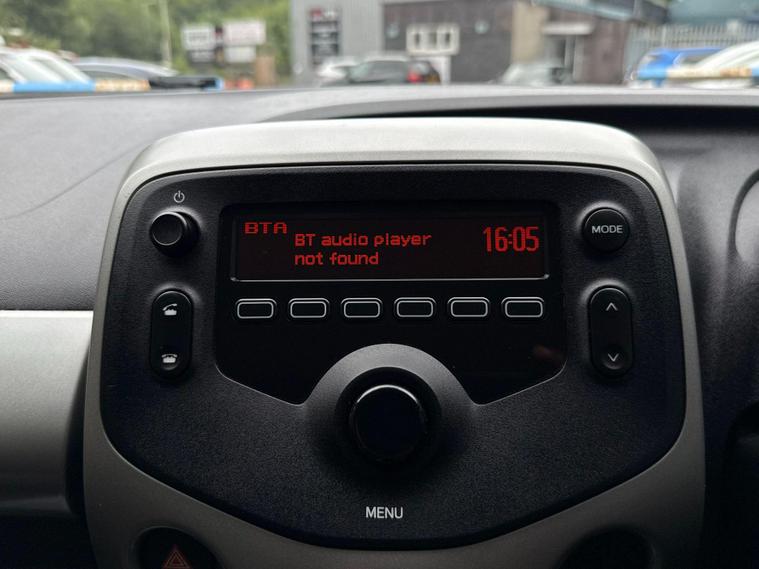 BTA
BT audio player
not found
16:05
MODE
MENU